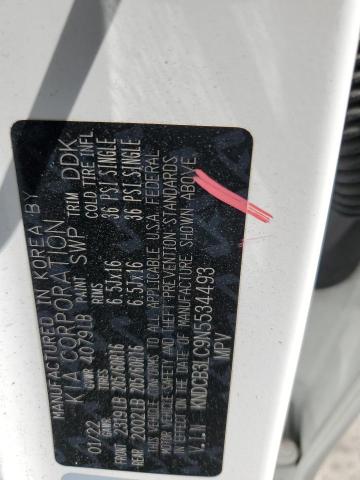 MANUFACTURED IN KOREA BY
KIA CORPORATION
01/22 GVWR 4079LB PAINT SWP TRIM DDK
TIRES RIMS COLD TIRE INFL
FRONT 2319LB 205/60R16 6.5JX16 36 PSI SINGLE
REAR 2002LB 205/60R16 6.5JX16 36 PSI SINGLE
THIS VEHICLE CONFORMS TO ALL APPLICABLE U.S.A. FEDERAL
VEHICLE SAFETY AND THEFT-PREVENTION STANDARDS
IN EFFECT ON THE DATE OF MANUFACTURE SHOWN ABOVE
V.I.N KNDCB3LC9N5534493
MPV